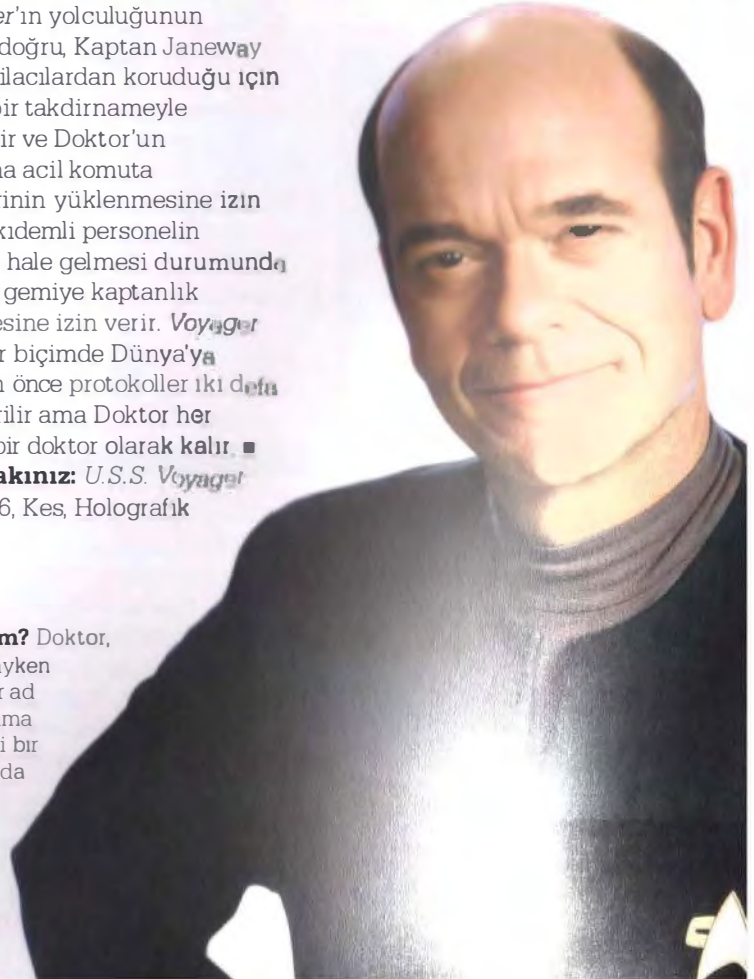 er'ın yolculuğunun
doğru, Kaptan Janeway
ilacılardan koruduğu için
bir takdirnameyle
ir ve Doktor'un
na acil komuta
rinin yüklenmesine izin
kıdemli personelin
hale gelmesi durumunda
gemiye kaptanlık
esine izin verir. Voyager
r biçimde Dünya'ya
n önce protokoller iki defa
rilir ama Doktor her
bir doktor olarak kalır. ■
akınız: U.S.S. Voyager
6, Kes, Holografik
m? Doktor,
yken
r ad
ma
i bir
da